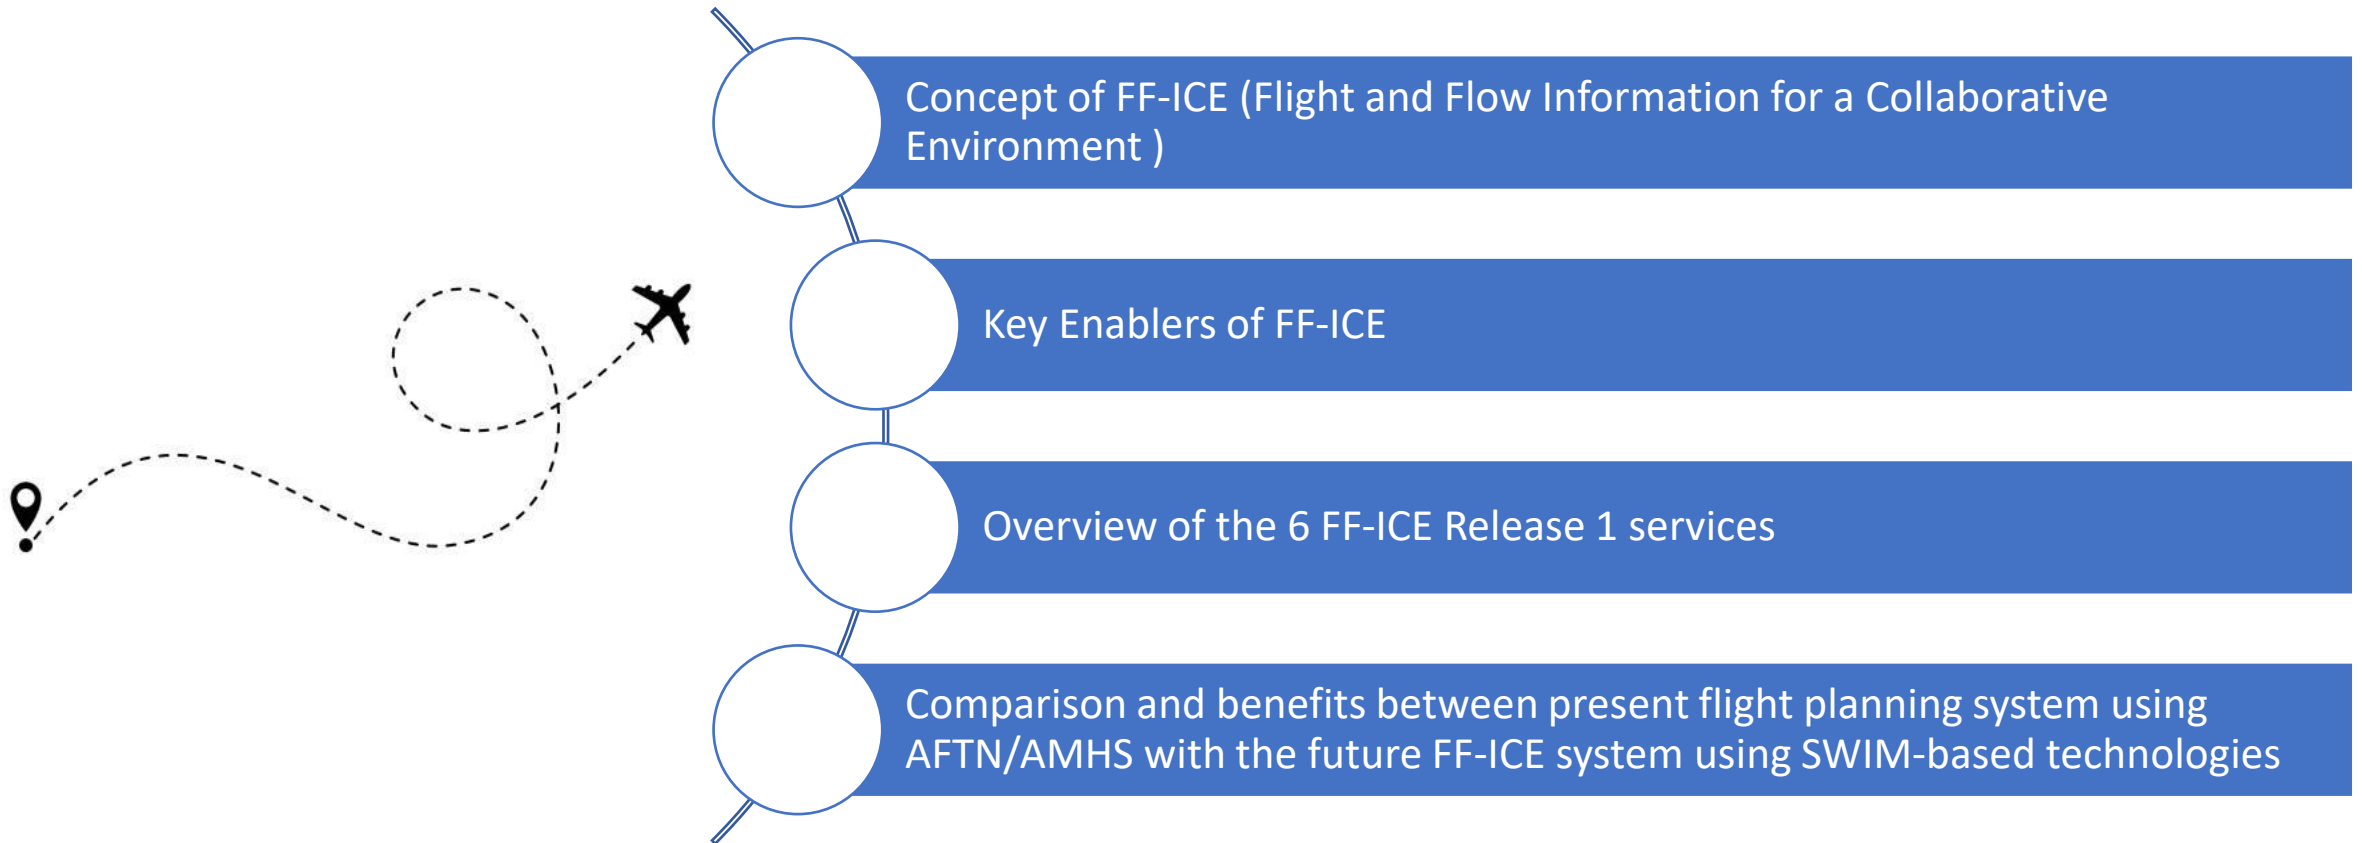 Concept of FF-ICE (Flight and Flow Information for a Collaborative
Environment )
Key Enablers of FF-ICE
Overview of the 6 FF-ICE Release 1 services
Comparison and benefits between present flight planning system using
AFTN/AMHS with the future FF-ICE system using SWIM-based technologies